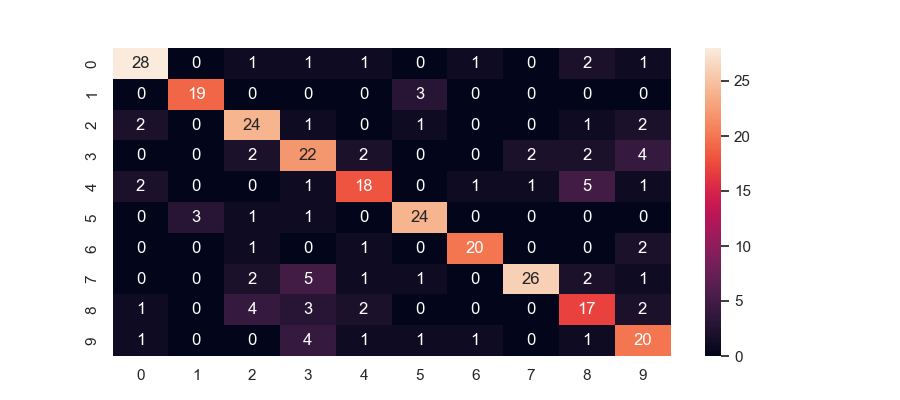 0 28 0 1 1 1 0 1 0 2 1
1 0 19 0 0 0 3 0 0 0 0
2 2 0 24 1 0 1 0 0 1 2
3 0 0 2 22 2 0 0 2 2 4
4 2 0 0 1 18 0 1 1 5 1
5 0 3 1 1 0 24 0 0 0 0
6 0 0 1 0 1 0 20 0 0 2
7 0 0 2 5 1 1 0 26 2 1
8 1 0 4 3 2 0 0 0 17 2
9 1 0 0 4 1 1 1 0 1 20
0 1 2 3 4 5 6 7 8 9
25
20
15
10
5
0